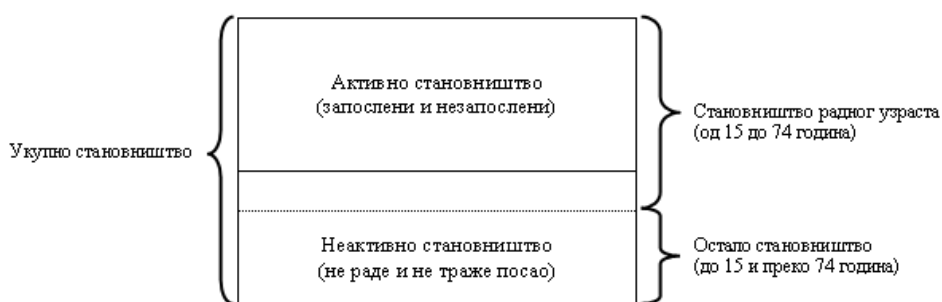 Укупно становништво
Активно становништво
(запослени и незапослени)
Неактивно становништво
(не раде и не траже посао)
Становништво радног узраста
(од 15 до 74 година)
Остало становништво
(до 15 и преко 74 година)